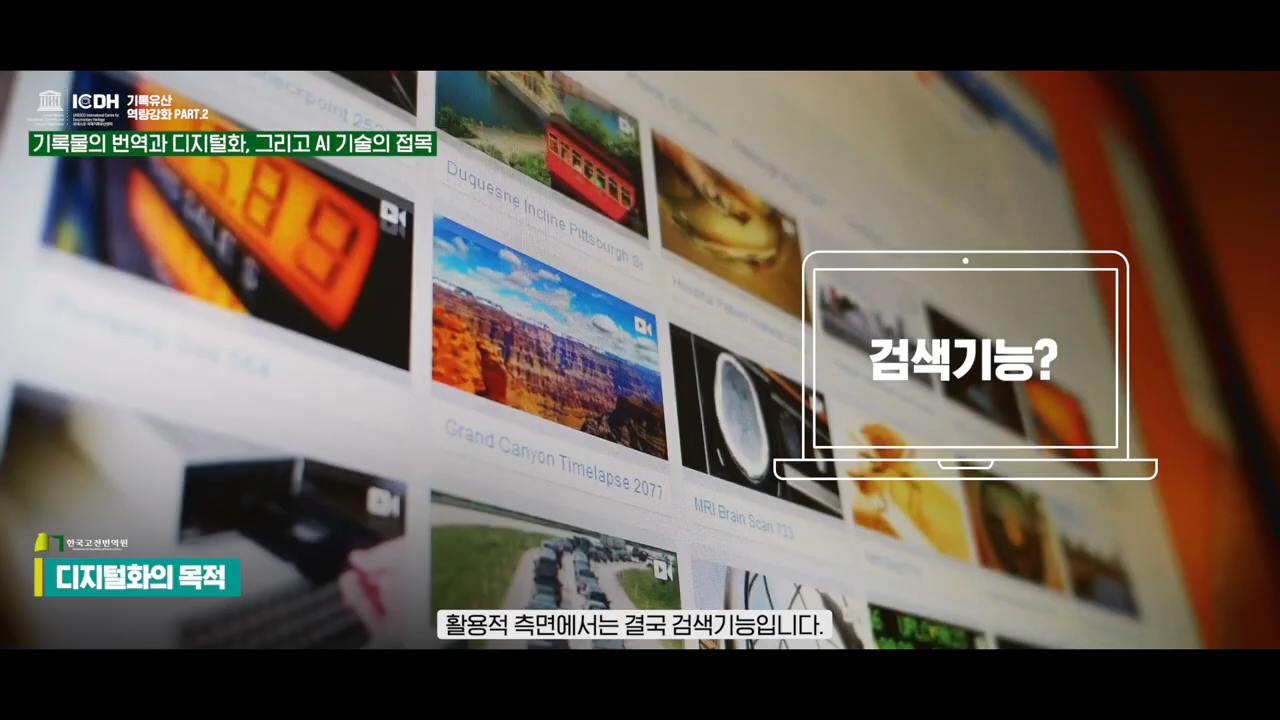 ICDH
기록유산
역량강화 PART.2
기록물의 번역과 디지털화, 그리고 AI 기술의 접목
Duquesne Incline Pittsburgh
Grand Canyon Timelapse 2077
MRI Brain Scan 733
검색기능?
한국고전번역원
디지털화의 목적
활용적 측면에서는 결국 검색기능입니다.